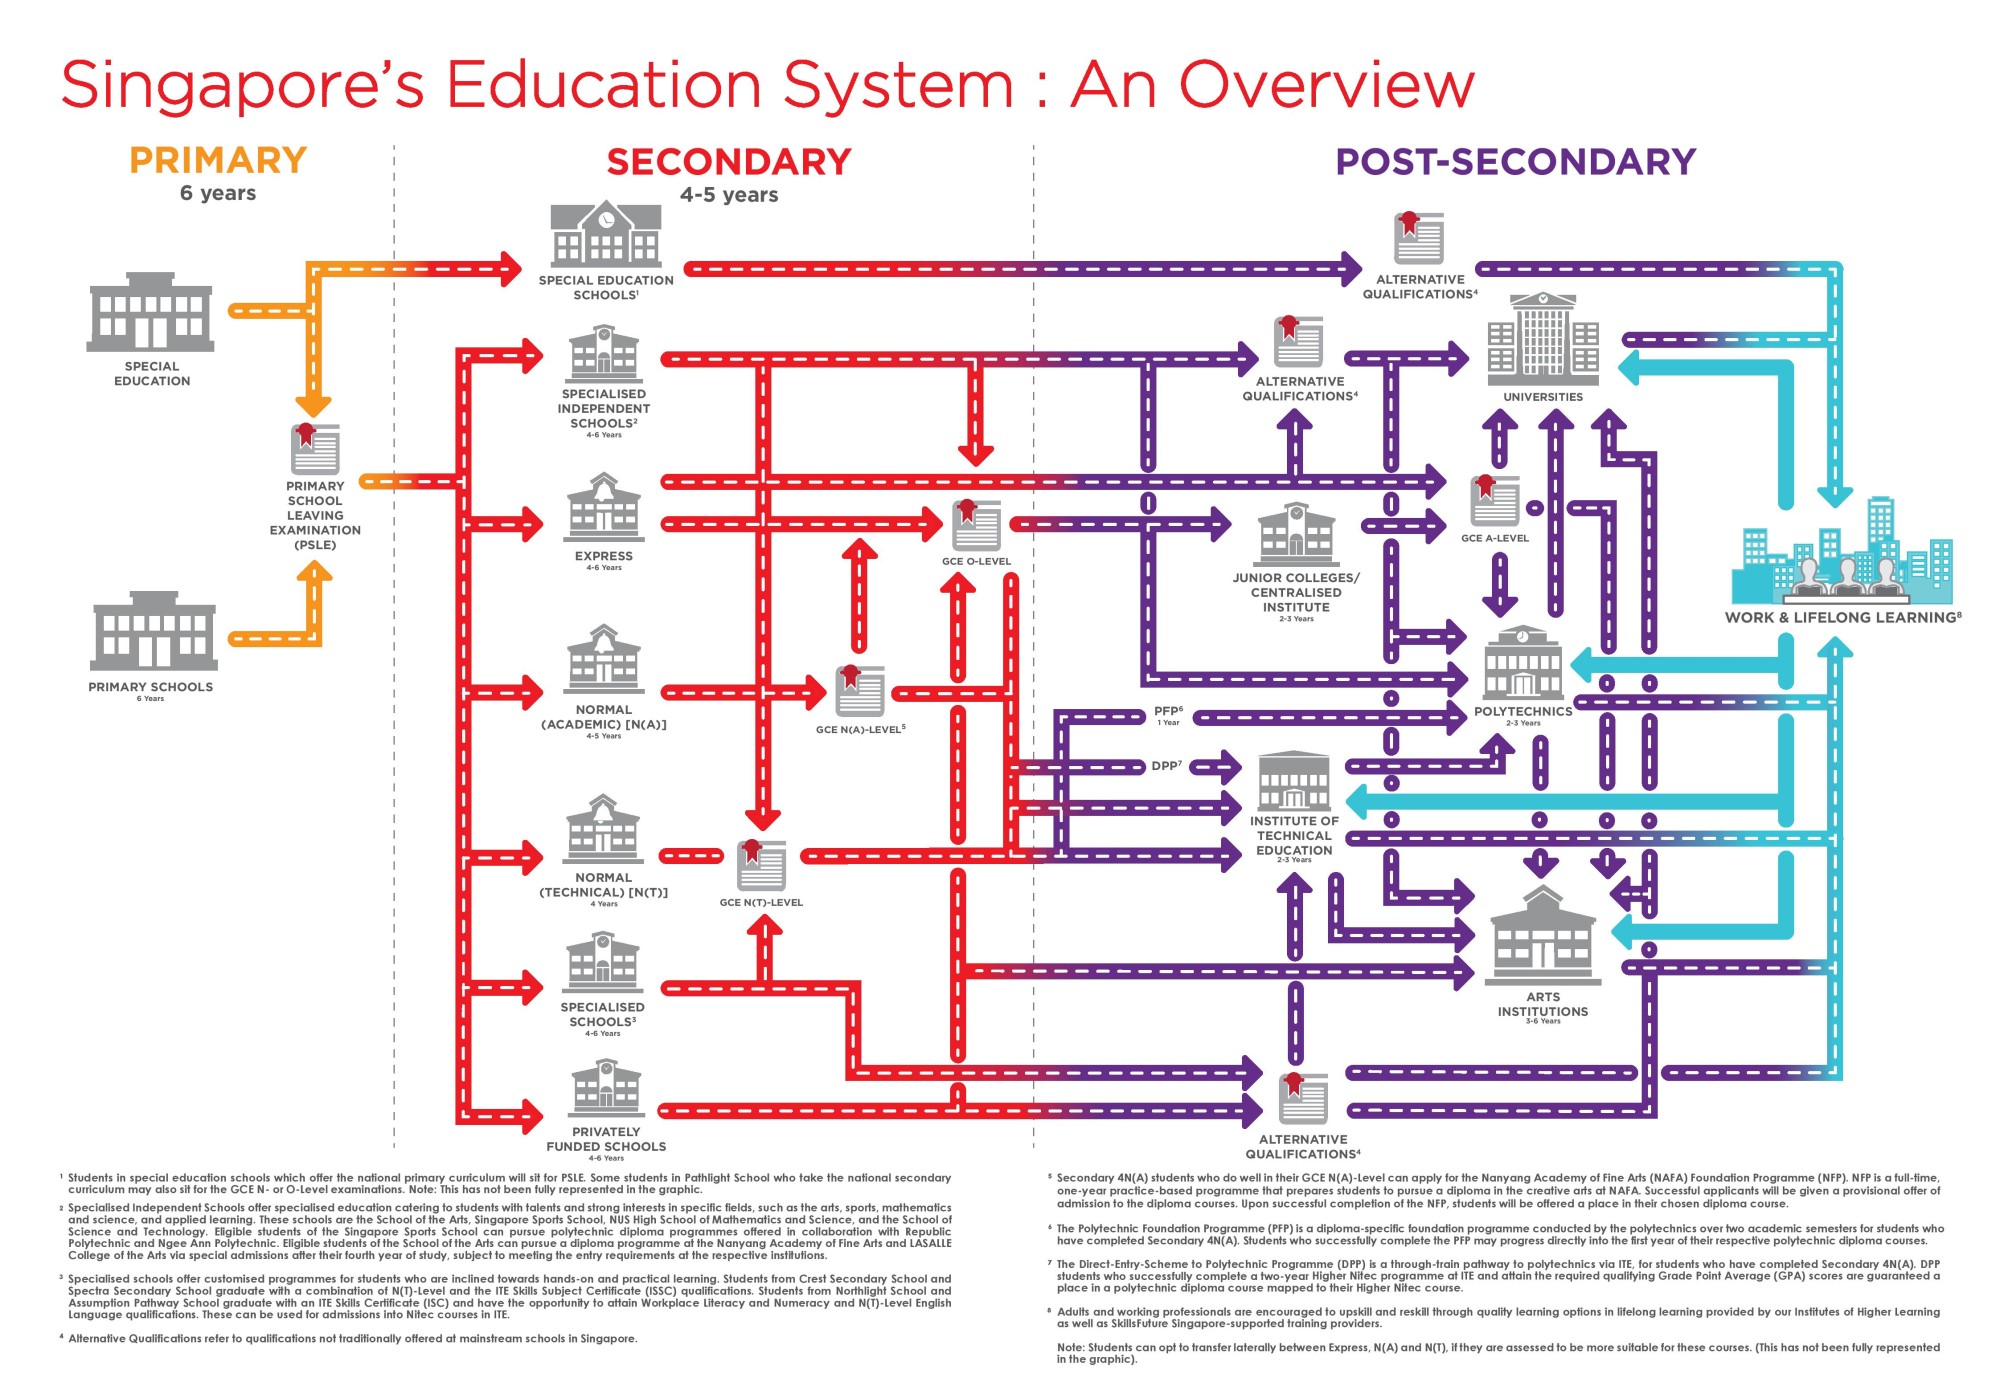 Singapore's Education System : An Overview
PRIMARY
6 years
SECONDARY
4-5 years
POST-SECONDARY
SPECIAL
EDUCATION
PRIMARY
SCHOOL
LEAVING
EXAMINATION
(PSLE)
PRIMARY SCHOOLS
6 Years
SPECIAL EDUCATION
SCHOOLS¹
SPECIALISED
INDEPENDENT
SCHOOLS²
4-6 Years
EXPRESS
4-6 Years
NORMAL
(ACADEMIC) [N(A)]
4-5 Years
NORMAL
(TECHNICAL) [N(T)]
4 Years
SPECIALISED
SCHOOLS³
4-6 Years
PRIVATELY
FUNDED SCHOOLS
4-6 Years
GCE O-LEVEL
GCE N(A)-LEVEL⁵
GCE N(T)-LEVEL
ALTERNATIVE
QUALIFICATIONS⁴
ALTERNATIVE
QUALIFICATIONS⁴
UNIVERSITIES
GCE A-LEVEL
JUNIOR COLLEGES/
CENTRALISED
INSTITUTE
2-3 Years
WORK & LIFELONG LEARNING⁸
POLYTECHNICS
2-3 Years
PFP⁶
1 Year
DPP⁷
INSTITUTE OF
TECHNICAL
EDUCATION
2-3 Years
ARTS
INSTITUTIONS
3-6 Years
ALTERNATIVE
QUALIFICATIONS⁴
¹ Students in special education schools which offer the national primary curriculum will sit for PSLE. Some students in Pathlight School who take the national secondary
curriculum may also sit for the GCE N- or O-Level examinations. Note: This has not been fully represented in the graphic.
² Specialised Independent Schools offer specialised education catering to students with talents and strong interests in specific fields, such as the arts, sports, mathematics
and science, and applied learning. These schools are the School of the Arts, Singapore Sports School, NUS High School of Mathematics and Science, and the School of
Science and Technology. Eligible students of the Singapore Sports School can pursue polytechnic diploma programmes offered in collaboration with Republic
Polytechnic and Ngee Ann Polytechnic. Eligible students of the School of the Arts can pursue a diploma programme at the Nanyang Academy of Fine Arts and LASALLE
College of the Arts via special admissions after their fourth year of study, subject to meeting the entry requirements at the respective institutions.
³ Specialised schools offer customised programmes for students who are inclined towards hands-on and practical learning. Students from Crest Secondary School and
Spectra Secondary School graduate with a combination of N(T)-Level and the ITE Skills Subject Certificate (ISSC) qualifications. Students from Northlight School and
Assumption Pathway School graduate with an ITE Skills Certificate (ISC) and have the opportunity to attain Workplace Literacy and Numeracy and N(T)-Level English
Language qualifications. These can be used for admissions into Nitec courses in ITE.
⁴ Alternative Qualifications refer to qualifications not traditionally offered at mainstream schools in Singapore.
⁵ Secondary 4N(A) students who do well in their GCE N(A)-Level can apply for the Nanyang Academy of Fine Arts (NAFA) Foundation Programme (NFP). NFP is a full-time,
one-year practice-based programme that prepares students to pursue a diploma in the creative arts at NAFA. Successful applicants will be given a provisional offer of
admission to the diploma courses. Upon successful completion of the NFP, students will be offered a place in their chosen diploma course.
⁶ The Polytechnic Foundation Programme (PFP) is a diploma-specific foundation programme conducted by the polytechnics over two academic semesters for students who
have completed Secondary 4N(A). Students who successfully complete the PFP may progress directly into the first year of their respective polytechnic diploma courses.
⁷ The Direct-Entry-Scheme to Polytechnic Programme (DPP) is a through-train pathway to polytechnics via ITE, for students who have completed Secondary 4N(A). DPP
students who successfully complete a two-year Higher Nitec programme at ITE and attain the required qualifying Grade Point Average (GPA) scores are guaranteed a
place in a polytechnic diploma course mapped to their Higher Nitec course.
⁸ Adults and working professionals are encouraged to upskill and reskill through quality learning options in lifelong learning provided by our Institutes of Higher Learning
as well as SkillsFuture Singapore-supported training providers.
Note: Students can opt to transfer laterally between Express, N(A) and N(T), if they are assessed to be more suitable for these courses. (This has not been fully represented
in the graphic).